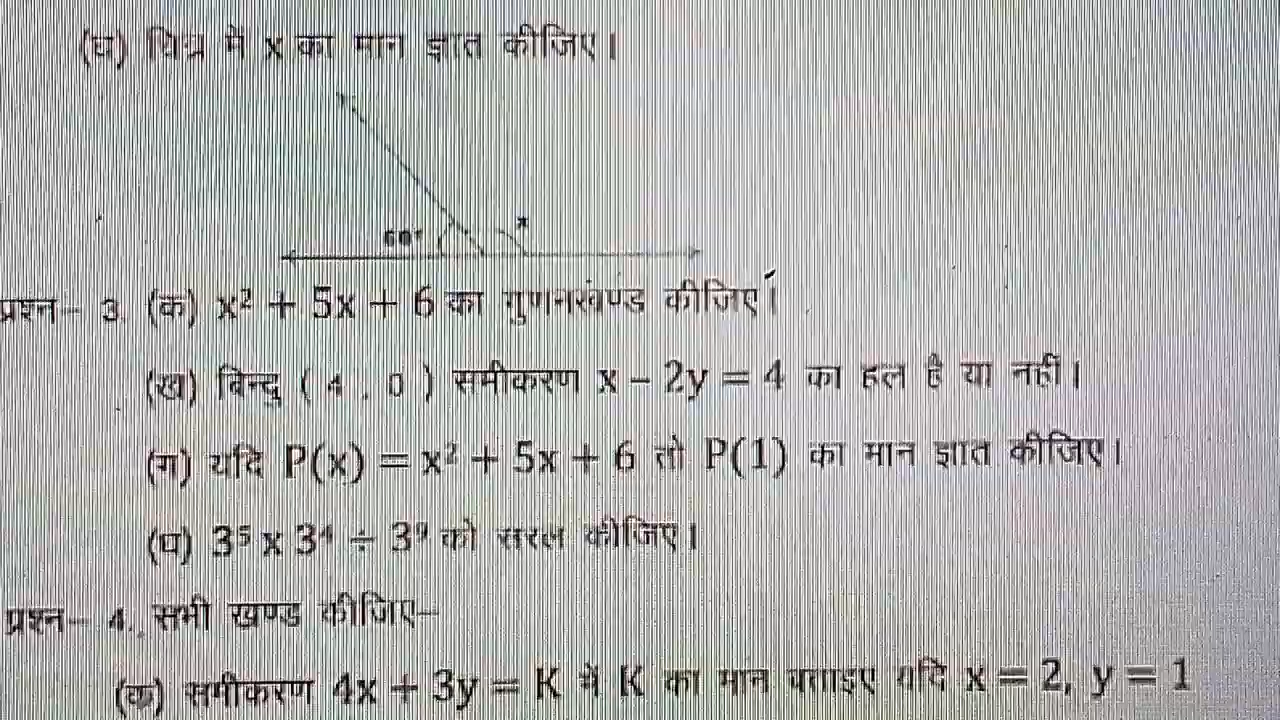 (घ) चित्र में x का मान ज्ञात कीजिए।
60° x
प्रश्न- 3. (क) x² + 5x + 6 का गुणनखण्ड कीजिए।
(ख) बिन्दु ( 4 , 0 ) समीकरण x – 2y = 4 का हल है या नहीं।
(ग) यदि P(x) = x² + 5x + 6 तो P(1) का मान ज्ञात कीजिए।
(घ) 3⁵ x 3⁴ ÷ 3⁹ को सरल कीजिए।
प्रश्न- 4. सभी खण्ड कीजिए–
(क) समीकरण 4x + 3y = K में K का मान बताइए यदि x = 2, y = 1